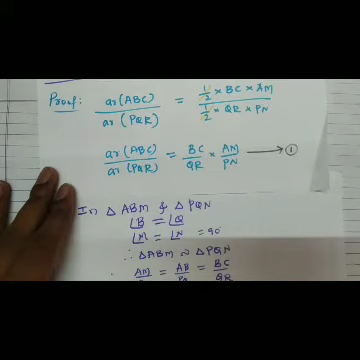 Proof: ar(ABC) / ar(PQR) = 1/2 × BC × AM / 1/2 × QR × PN
ar(ABC) / ar(PQR) = BC/QR × AM/PN → ①
In △ ABM & △ PQN
∠B = ∠Q
∠M = ∠N = 90
∴ △ABM ~ △PQN
∴ AM = AB/PQ = BC/QR